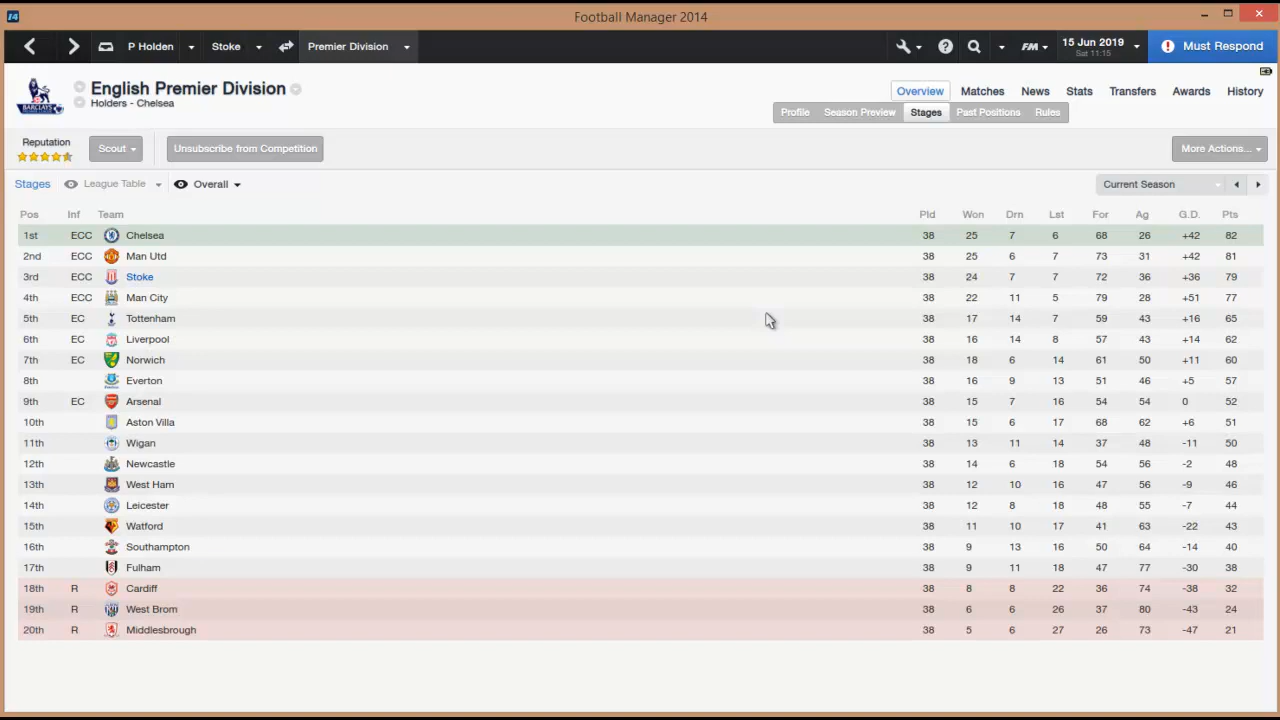 14 Football Manager 2014
P Holden Stoke Premier Division FM 15 Jun 2019 Sat 11:15 Must Respond
English Premier Division
Holders - Chelsea
BARCLAYS
Overview Matches News Stats Transfers Awards History
Profile Season Preview Stages Past Positions Rules
Reputation
Scout Unsubscribe from Competition More Actions...
Stages League Table Overall Current Season
Pos Inf Team Pld Won Drn Lst For Ag G.D. Pts
1st ECC Chelsea 38 25 7 6 68 26 +42 82
2nd ECC Man Utd 38 25 6 7 73 31 +42 81
3rd ECC Stoke 38 24 7 7 72 36 +36 79
4th ECC Man City 38 22 11 5 79 28 +51 77
5th EC Tottenham 38 17 14 7 59 43 +16 65
6th EC Liverpool 38 16 14 8 57 43 +14 62
7th EC Norwich 38 18 6 14 61 50 +11 60
8th Everton 38 16 9 13 51 46 +5 57
9th EC Arsenal 38 15 7 16 54 54 0 52
10th Aston Villa 38 15 6 17 68 62 +6 51
11th Wigan 38 13 11 14 37 48 -11 50
12th Newcastle 38 14 6 18 54 56 -2 48
13th West Ham 38 12 10 16 47 56 -9 46
14th Leicester 38 12 8 18 48 55 -7 44
15th Watford 38 11 10 17 41 63 -22 43
16th Southampton 38 9 13 16 50 64 -14 40
17th Fulham 38 9 11 18 47 77 -30 38
18th R Cardiff 38 8 8 22 36 74 -38 32
19th R West Brom 38 6 6 26 37 80 -43 24
20th R Middlesbrough 38 5 6 27 26 73 -47 21